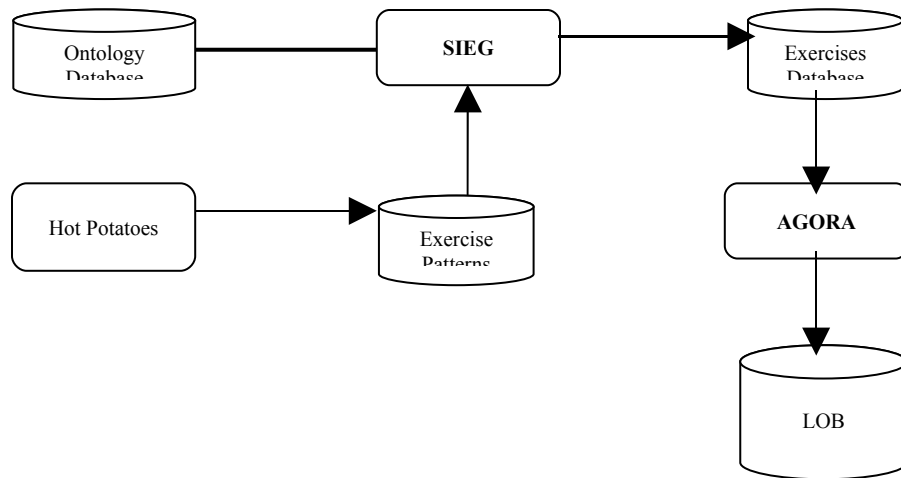 Ontology
Database
SIEG
Exercises
Database
Hot Potatoes
Exercise
Patterns
AGORA
LOB